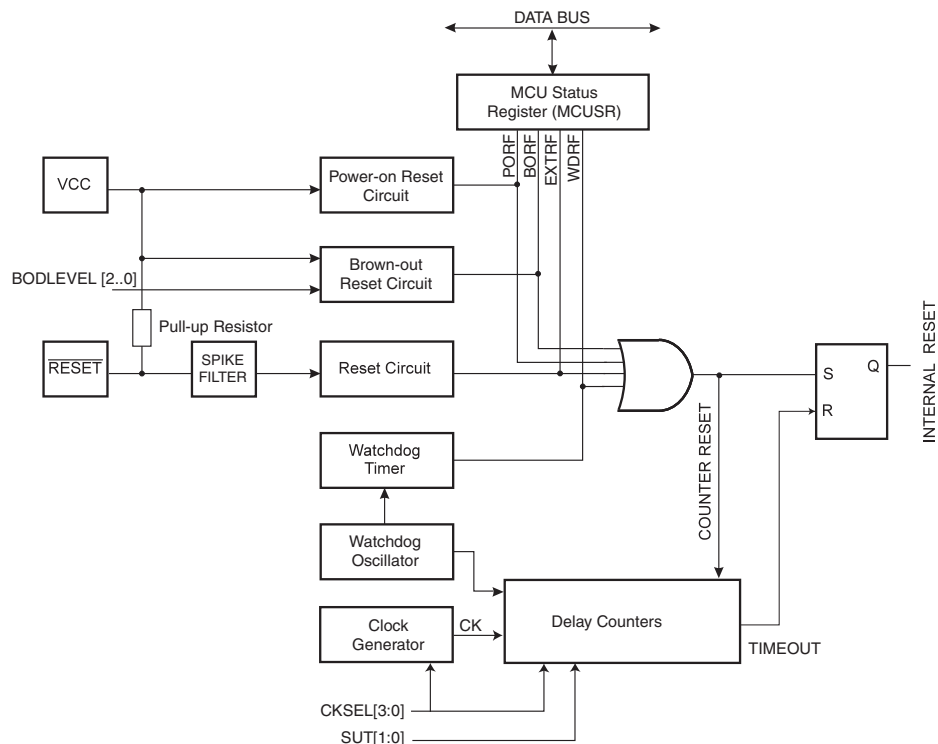 DATA BUS
MCU Status
Register (MCUSR)
PORF
BORF
EXTRF
WDRF
VCC
Power-on Reset
Circuit
BODLEVEL [2..0]
Brown-out
Reset Circuit
Pull-up Resistor
RESET
SPIKE
FILTER
Reset Circuit
S
Q
R
INTERNAL RESET
COUNTER RESET
Watchdog
Timer
Watchdog
Oscillator
Clock
Generator
CK
Delay Counters
TIMEOUT
CKSEL[3:0]
SUT[1:0]